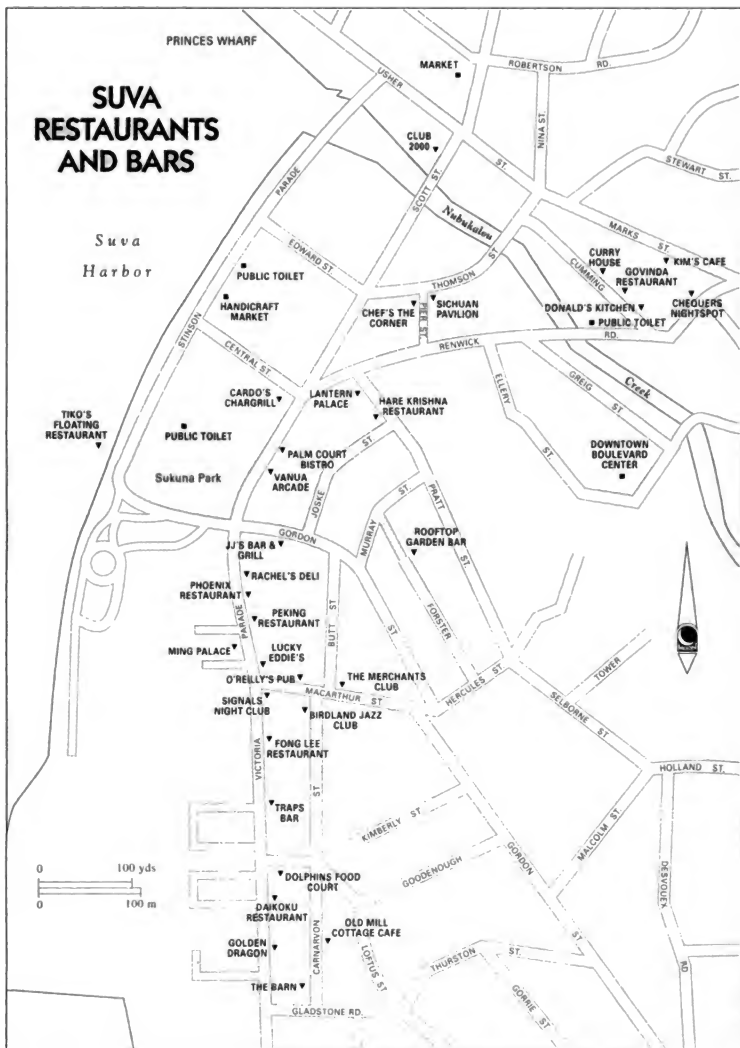 PRINCES WHARF
SUVA
RESTAURANTS
AND BARS
Suva
Harbor
MARKET
ROBERTSON RD.
USHER ST.
NINA ST.
CLUB
2000
STEWART ST.
SCOTT ST.
Nubukalou
Creek
STINSON PARADE
EDWARD ST.
MARKS ST.
PUBLIC TOILET
CURRY
HOUSE
KIM'S CAFE
CUMMING
GOVINDA
RESTAURANT
THOMSON ST
HANDICRAFT
MARKET
CHEF'S THE
CORNER
PIER ST.
SICHUAN
PAVILION
DONALD'S KITCHEN
CHEQUERS
NIGHTSPOT
PUBLIC TOILET
RENWICK RD.
CENTRAL ST.
GREIG ST.
ELLERY ST.
CARDO'S
CHARGRILL
LANTERN
PALACE
HARE KRISHNA
RESTAURANT
TIKO'S
FLOATING
RESTAURANT
PUBLIC TOILET
DOWNTOWN
BOULEVARD
CENTER
PALM COURT
BISTRO
Sukuna Park
VANUA
ARCADE
JOSKE ST
MURRAY ST.
PRATT ST.
GORDON ST
JJ'S BAR &
GRILL
ROOFTOP
GARDEN BAR
RACHEL'S DELI
PHOENIX
RESTAURANT
BUTT ST
FORSTER
PEKING
RESTAURANT
VICTORIA PARADE
MING PALACE
LUCKY
EDDIE'S
O'REILLY'S PUB
THE MERCHANTS
CLUB
MACARTHUR ST
HERCULES ST
TOWER
SELBORNE ST.
SIGNALS
NIGHT CLUB
BIRDLAND JAZZ
CLUB
FONG LEE
RESTAURANT
HOLLAND ST.
TRAPS
BAR
KIMBERLY ST
MALCOLM ST.
GORDON ST
GOODENOUGH
DESVOUEX RD
0 100 yds
0 100 m
DOLPHINS FOOD
COURT
DAIKOKU
RESTAURANT
OLD MILL
COTTAGE CAFE
GOLDEN
DRAGON
CARNARVON ST
LOFTUS ST
THURSTON ST.
GORRIE ST.
THE BARN
GLADSTONE RD.